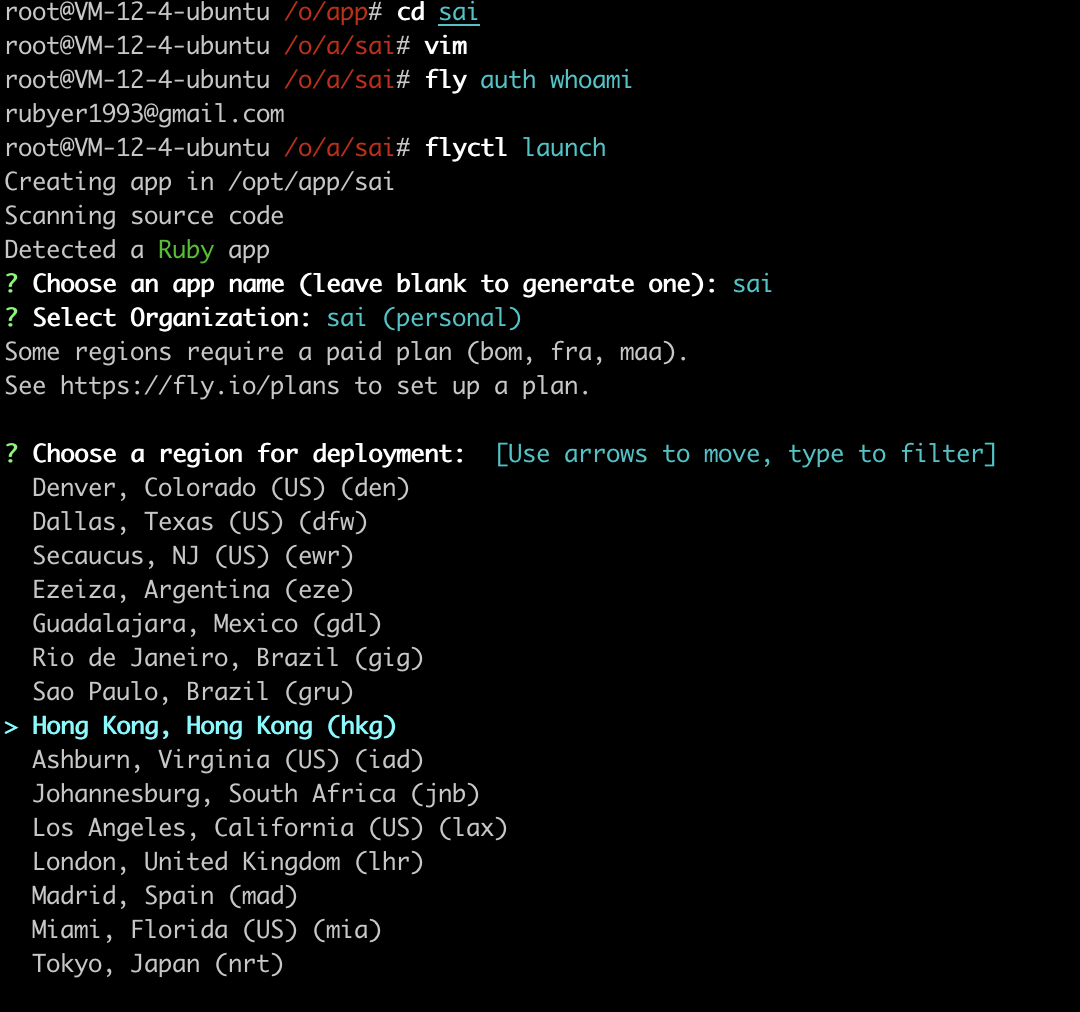 root@VM-12-4-ubuntu /o/app# cd sai
root@VM-12-4-ubuntu /o/a/sai# vim
root@VM-12-4-ubuntu /o/a/sai# fly auth whoami
rubyer1993@gmail.com
root@VM-12-4-ubuntu /o/a/sai# flyctl launch
Creating app in /opt/app/sai
Scanning source code
Detected a Ruby app
? Choose an app name (leave blank to generate one): sai
? Select Organization: sai (personal)
Some regions require a paid plan (bom, fra, maa).
See https://fly.io/plans to set up a plan.
? Choose a region for deployment:  [Use arrows to move, type to filter]
  Denver, Colorado (US) (den)
  Dallas, Texas (US) (dfw)
  Secaucus, NJ (US) (ewr)
  Ezeiza, Argentina (eze)
  Guadalajara, Mexico (gdl)
  Rio de Janeiro, Brazil (gig)
  Sao Paulo, Brazil (gru)
> Hong Kong, Hong Kong (hkg)
  Ashburn, Virginia (US) (iad)
  Johannesburg, South Africa (jnb)
  Los Angeles, California (US) (lax)
  London, United Kingdom (lhr)
  Madrid, Spain (mad)
  Miami, Florida (US) (mia)
  Tokyo, Japan (nrt)